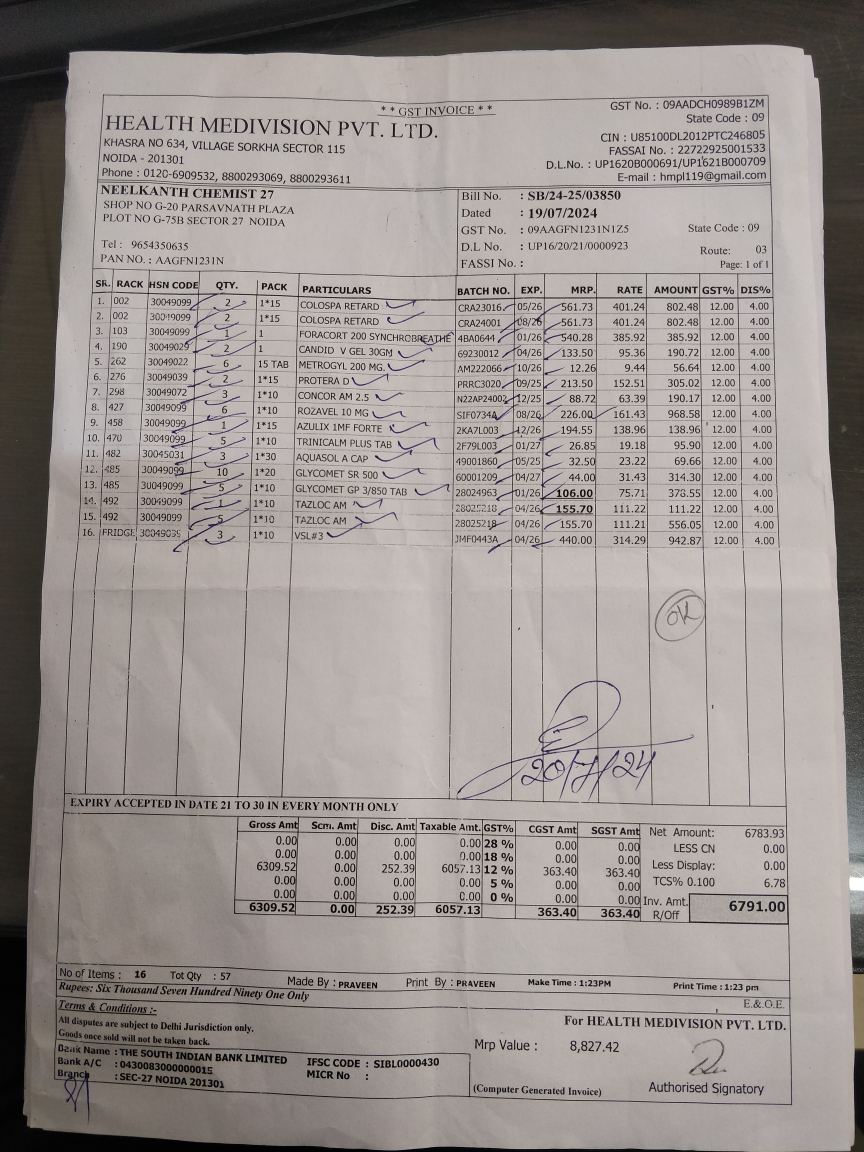 * * GST INVOICE * *
HEALTH MEDIVISION PVT. LTD.
KHASRA NO 634, VILLAGE SORKHA SECTOR 115
NOIDA - 201301
Phone : 0120-6909532, 8800293069, 8800293611
GST No. : 09AADCH0989B1ZM
State Code : 09
CIN : U85100DL2012PTC246805
FASSAI No. : 22722925001533
D.L.No. : UP1620B000691/UP1621B000709
E-mail : hmpl119@gmail.com
NEELKANTH CHEMIST 27
SHOP NO G-20 PARSAVNATH PLAZA
PLOT NO G-75B SECTOR 27 NOIDA
Tel : 9654350635
PAN NO. : AAGFN1231N
Bill No. : SB/24-25/03850
Dated : 19/07/2024
GST No. : 09AAGFN1231N1Z5 State Code : 09
D.L No. : UP16/20/21/0000923 Route: 03
FASSI No. : Page: 1 of 1
SR. RACK HSN CODE QTY. PACK PARTICULARS BATCH NO. EXP. MRP. RATE AMOUNT GST% DIS%
1. 002 30049099 2 1*15 COLOSPA RETARD CRA23016 05/26 561.73 401.24 802.48 12.00 4.00
2. 002 30049099 2 1*15 COLOSPA RETARD CRA24001 08/26 561.73 401.24 802.48 12.00 4.00
3. 103 30049099 1 1 FORACORT 200 SYNCHROBREATHE 4BA0644 01/26 540.28 385.92 385.92 12.00 4.00
4. 190 30049029 2 1 CANDID V GEL 30GM 69230012 04/26 133.50 95.36 190.72 12.00 4.00
5. 262 30049022 6 15 TAB METROGYL 200 MG. AM222066 10/26 12.26 9.44 56.64 12.00 4.00
6. 276 30049039 2 1*15 PROTERA D PRRC3020 09/25 213.50 152.51 305.02 12.00 4.00
7. 298 30049072 3 1*10 CONCOR AM 2.5 N22AP24002 12/25 88.72 63.39 190.17 12.00 4.00
8. 427 30049099 6 1*10 ROZAVEL 10 MG SIF0734A 08/26 226.00 161.43 968.58 12.00 4.00
9. 458 30049099 1 1*15 AZULIX 1MF FORTE 2KA7L003 12/26 194.55 138.96 138.96 12.00 4.00
10. 470 30049099 5 1*10 TRINICALM PLUS TAB 2F79L003 01/27 26.85 19.18 95.90 12.00 4.00
11. 482 30045031 3 1*30 AQUASOL A CAP 49001860 05/25 32.50 23.22 69.66 12.00 4.00
12. 485 30049099 10 1*20 GLYCOMET SR 500 60001209 04/27 44.00 31.43 314.30 12.00 4.00
13. 485 30049099 5 1*10 GLYCOMET GP 3/850 TAB 28024963 01/26 106.00 75.71 378.55 12.00 4.00
14. 492 30049099 1 1*10 TAZLOC AM 28025218 04/26 155.70 111.22 111.22 12.00 4.00
15. 492 30049099 5 1*10 TAZLOC AM 28025218 04/26 155.70 111.21 556.05 12.00 4.00
16. FRIDGE 30049099 3 1*10 VSL#3 JMF0443A 04/26 440.00 314.29 942.87 12.00 4.00
OK
20/7/24
EXPIRY ACCEPTED IN DATE 21 TO 30 IN EVERY MONTH ONLY
Gross Amt Scm. Amt Disc. Amt Taxable Amt. GST% CGST Amt SGST Amt
0.00 0.00 0.00 0.00 28 % 0.00 0.00
0.00 0.00 0.00 0.00 18 % 0.00 0.00
6309.52 0.00 252.39 6057.13 12 % 363.40 363.40
0.00 0.00 0.00 0.00 5 % 0.00 0.00
0.00 0.00 0.00 0.00 0 % 0.00 0.00
6309.52 0.00 252.39 6057.13 363.40 363.40
Net Amount: 6783.93
LESS CN 0.00
Less Display: 0.00
TCS% 0.100 6.78
Inv. Amt. 6791.00
R/Off
No of Items : 16 Tot Qty : 57 Made By : PRAVEEN Print By : PRAVEEN Make Time : 1:23PM Print Time : 1:23 pm
Rupees: Six Thousand Seven Hundred Ninety One Only
E.& O.E.
Terms & Conditions :-
All disputes are subject to Delhi Jurisdiction only.
Goods once sold will not be taken back.
Bank Name : THE SOUTH INDIAN BANK LIMITED IFSC CODE : SIBL0000430
Bank A/C : 0430083000000015 MICR No :
Branch : SEC-27 NOIDA 201301
For HEALTH MEDIVISION PVT. LTD.
Mrp Value : 8,827.42
(Computer Generated Invoice) Authorised Signatory